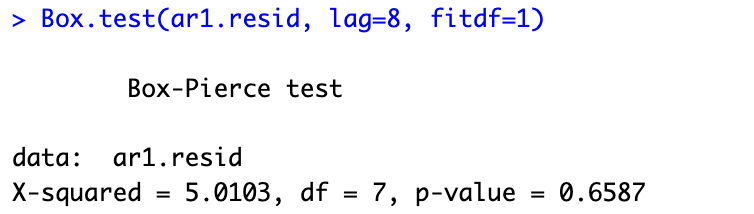 > Box.test(ar1.resid, lag=8, fitdf=1)
Box-Pierce test
data:  ar1.resid
X-squared = 5.0103, df = 7, p-value = 0.6587